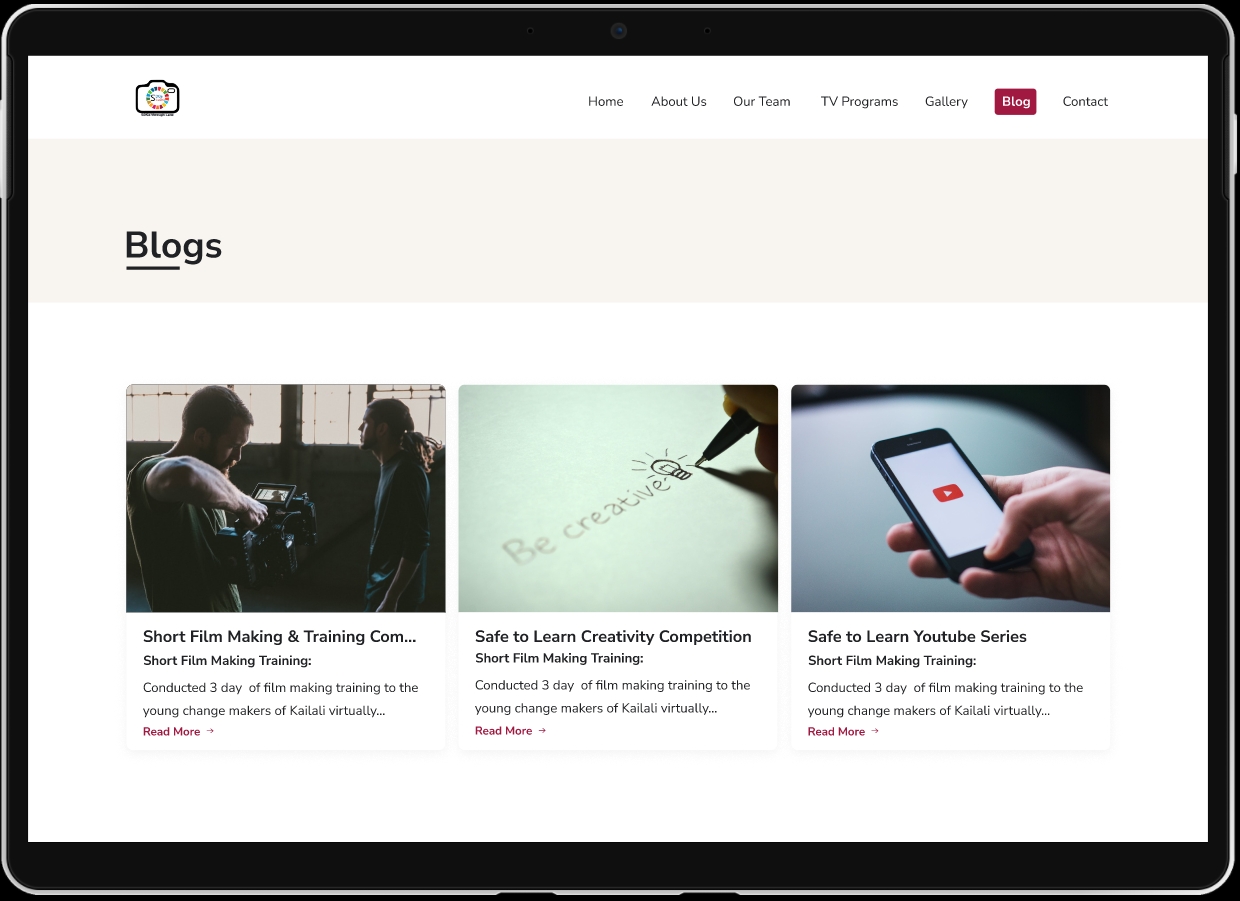 Home About Us Our Team TV Programs Gallery Blog Contact
Blogs
Be creative
Short Film Making & Training Com...
Short Film Making Training:
Conducted 3 day of film making training to the
young change makers of Kailali virtually...
Read More →
Safe to Learn Creativity Competition
Short Film Making Training:
Conducted 3 day of film making training to the
young change makers of Kailali virtually...
Read More →
Safe to Learn Youtube Series
Short Film Making Training:
Conducted 3 day of film making training to the
young change makers of Kailali virtually...
Read More →